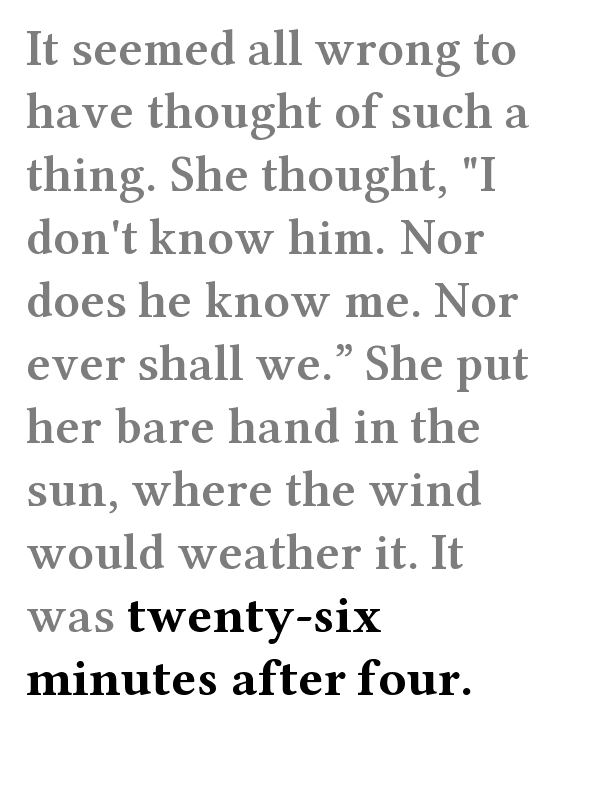 It seemed all wrong to
have thought of such a
thing. She thought, "I
don't know him. Nor
does he know me. Nor
ever shall we.” She put
her bare hand in the
sun, where the wind
would weather it. It
was twenty-six
minutes after four.